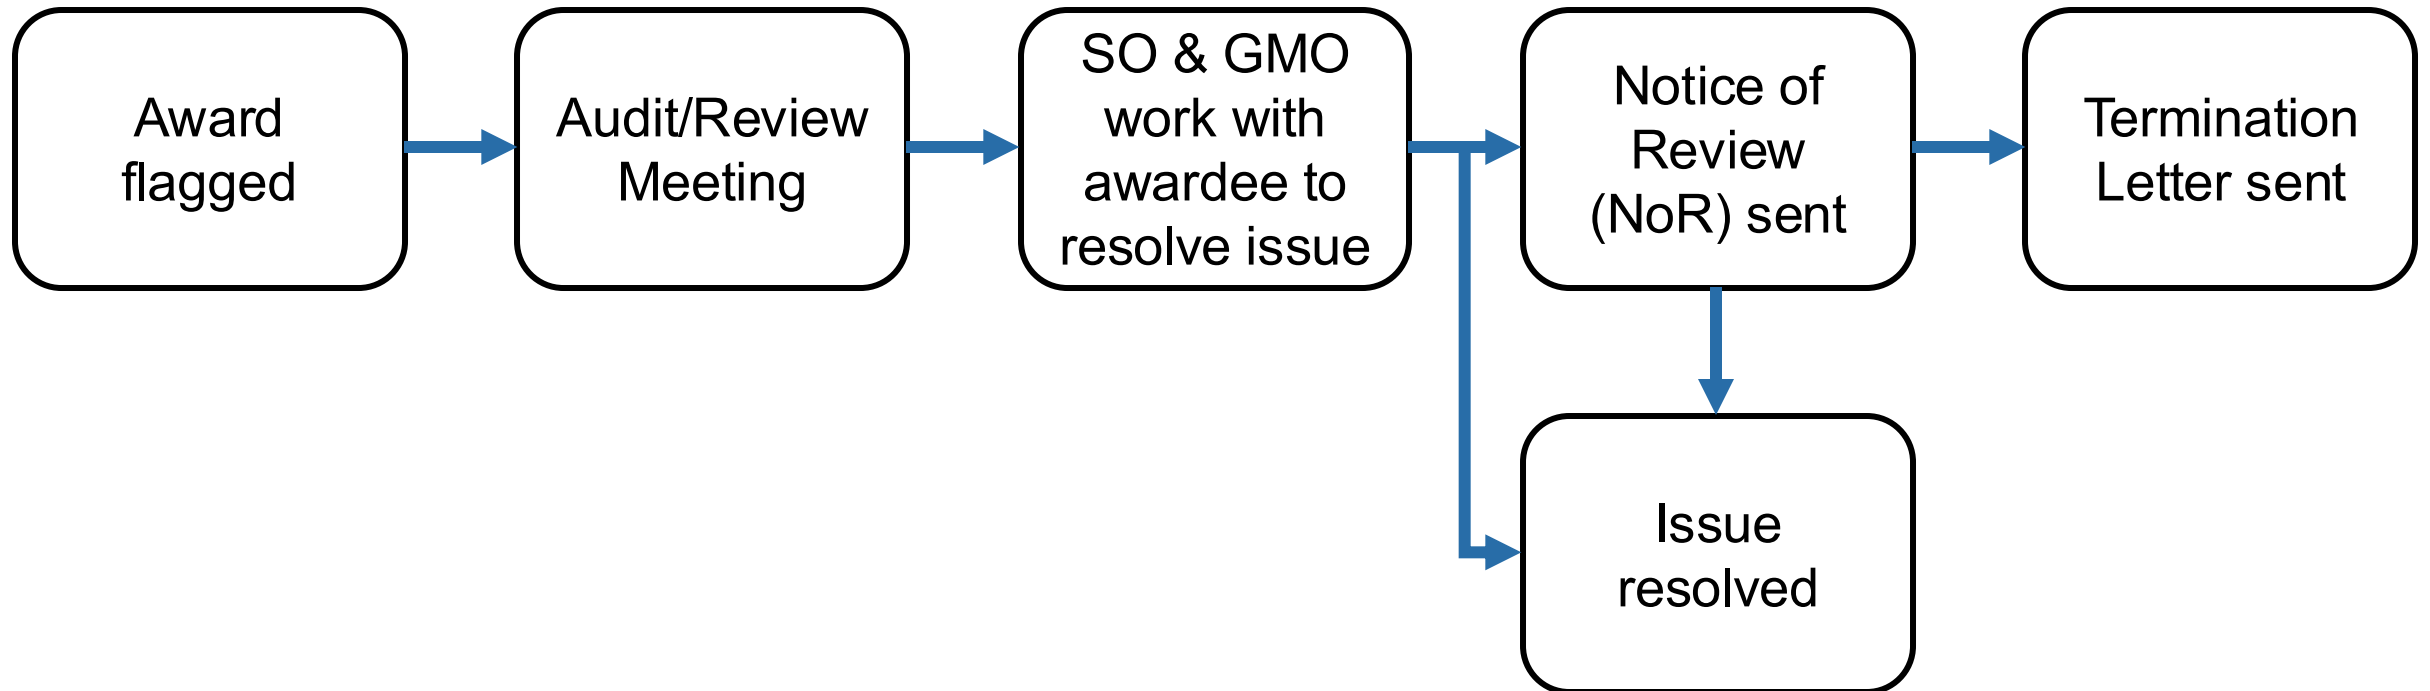 Award
flagged
Audit/Review
Meeting
SO & GMO
work with
awardee to
resolve issue
Notice of
Review
(NoR) sent
Termination
Letter sent
Issue
resolved